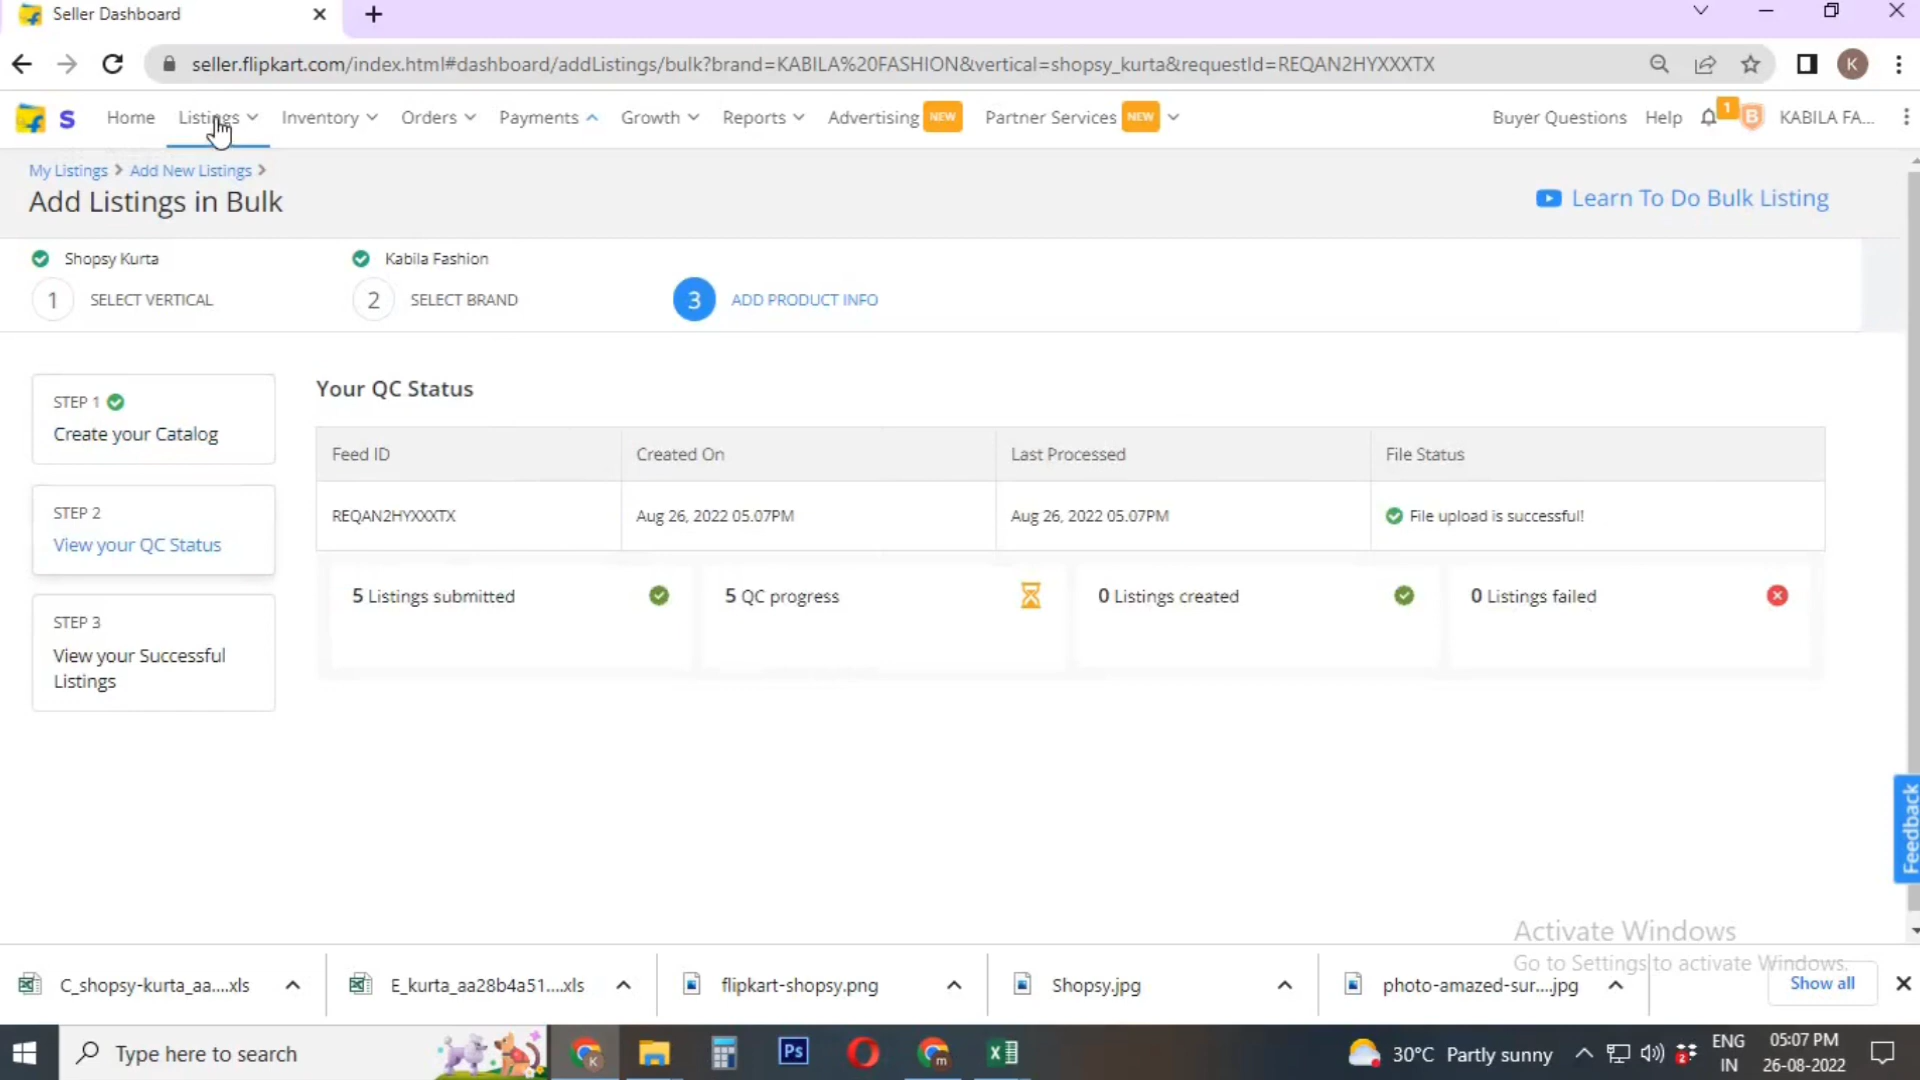 Seller Dashboard
seller.flipkart.com/index.html#dashboard/addListings/bulk?brand=KABILA%20FASHION&vertical=shopsy_kurta&requestId=REQAN2HYXXXTX
K
Home Listings Inventory Orders Payments Growth Reports Advertising NEW Partner Services NEW Buyer Questions Help 1 B KABILA FA...
My Listings > Add New Listings >
Add Listings in Bulk
Learn To Do Bulk Listing
Shopsy Kurta Kabila Fashion
1 SELECT VERTICAL 2 SELECT BRAND 3 ADD PRODUCT INFO
STEP 1
Create your Catalog
STEP 2
View your QC Status
STEP 3
View your Successful
Listings
Your QC Status
Feed ID Created On Last Processed File Status
REQAN2HYXXXTX Aug 26, 2022 05.07PM Aug 26, 2022 05.07PM File upload is successful!
5 Listings submitted 5 QC progress 0 Listings created 0 Listings failed
Feedback
Activate Windows
Go to Settings to activate Windows.
C_shopsy-kurta_aa....xls E_kurta_aa28b4a51....xls flipkart-shopsy.png Shopsy.jpg photo-amazed-sur....jpg Show all
Type here to search
Ps
30°C Partly sunny
ENG
IN
05:07 PM
26-08-2022